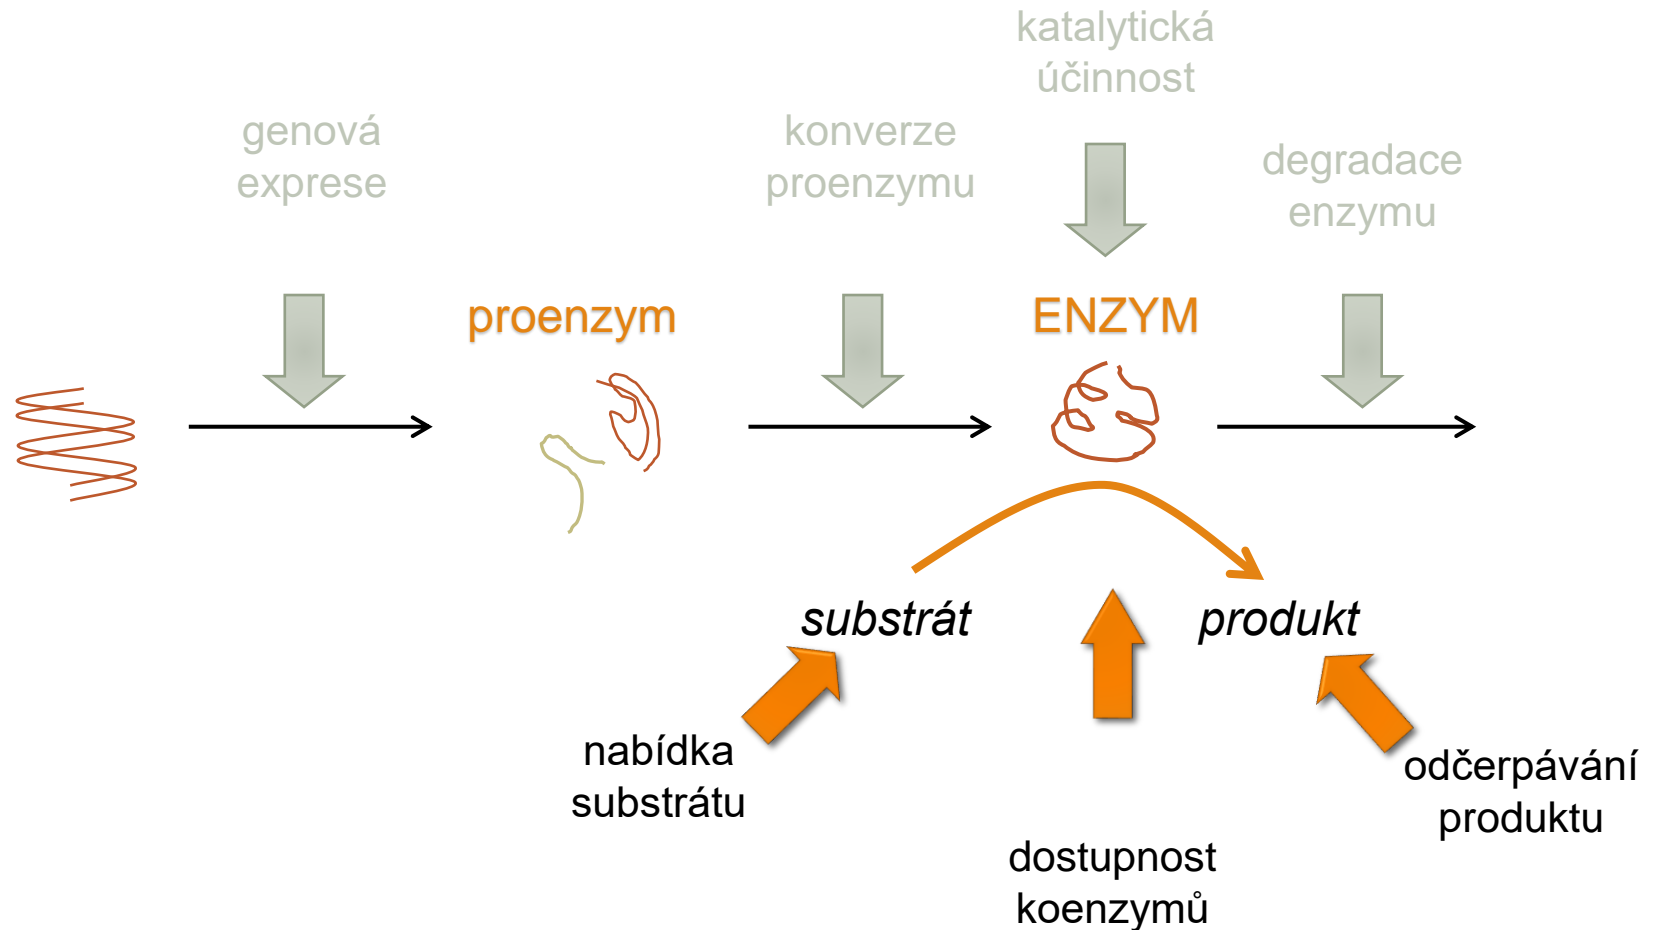 katalytická
účinnost
genová
exprese
konverze
proenzymu
degradace
enzymu
proenzym
ENZYM
substrát
produkt
nabídka
substrátu
odčerpávání
produktu
dostupnost
koenzymů